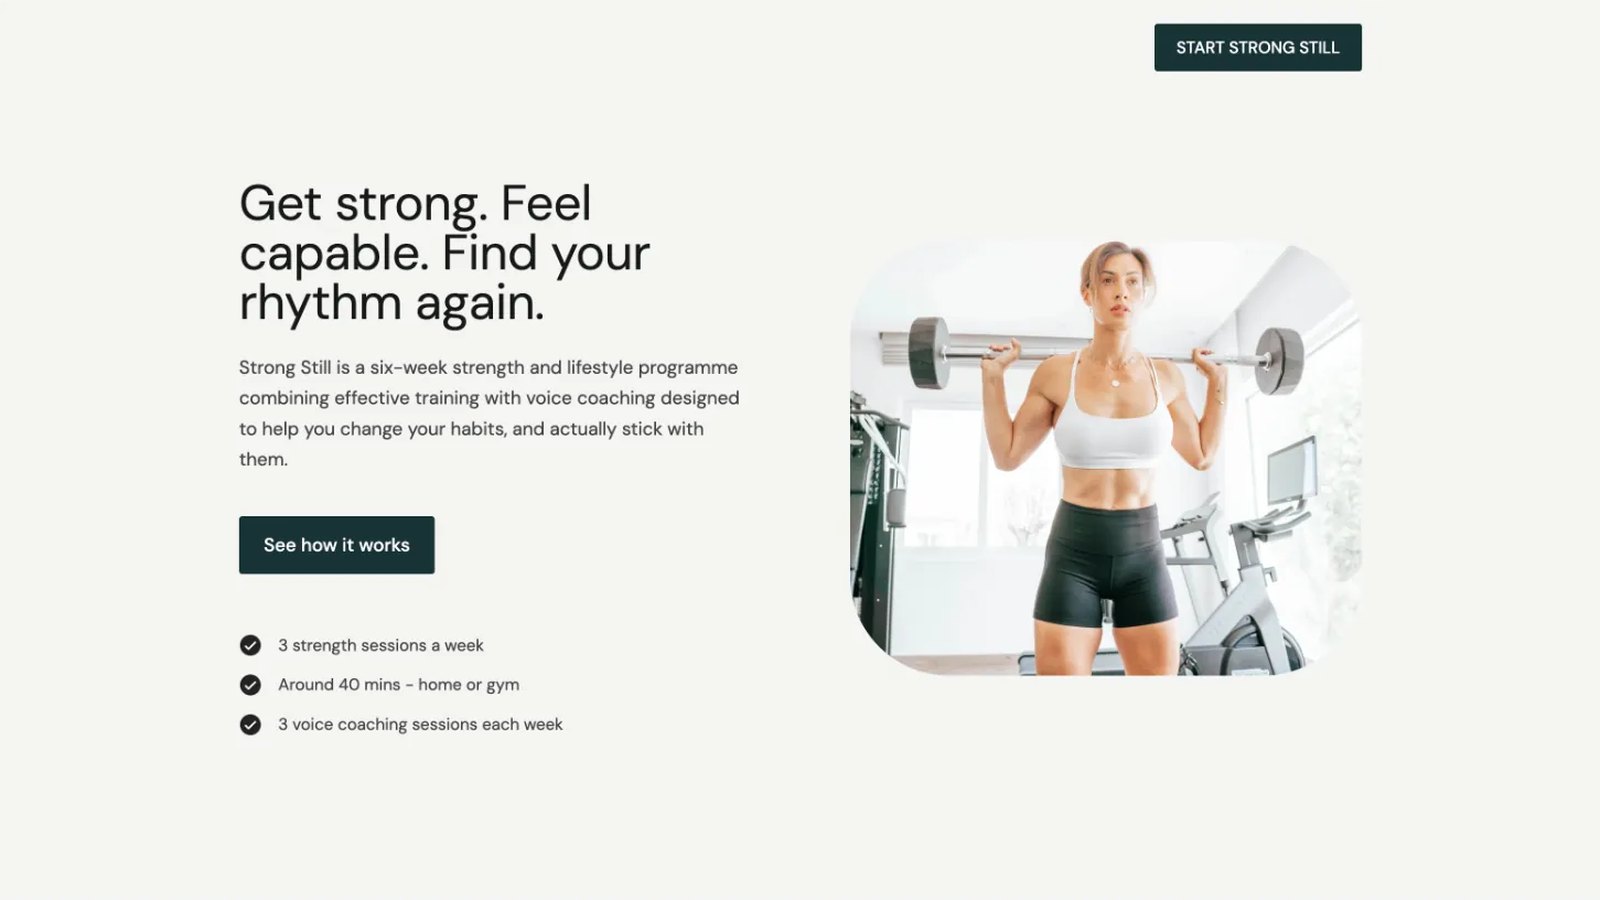 START STRONG STILL
Get strong. Feel
capable. Find your
rhythm again.
Strong Still is a six-week strength and lifestyle programme
combining effective training with voice coaching designed
to help you change your habits, and actually stick with
them.
See how it works
3 strength sessions a week
Around 40 mins - home or gym
3 voice coaching sessions each week